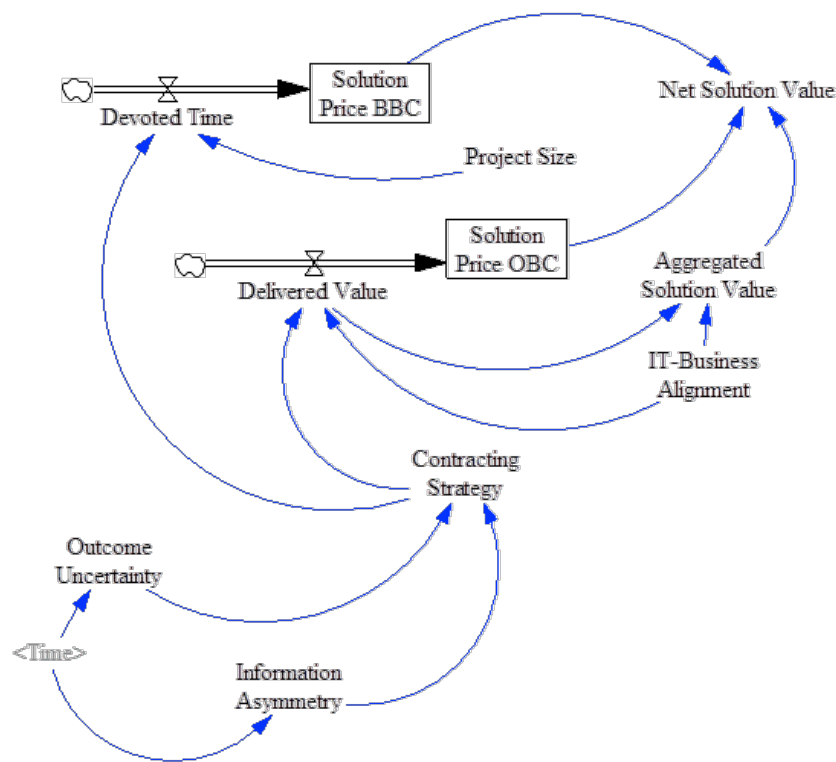 Solution
Price BBC
Net Solution Value
Devoted Time
Project Size
Solution
Price OBC
Aggregated
Solution Value
Delivered Value
IT-Business
Alignment
Contracting
Strategy
Outcome
Uncertainty
<Time>
Information
Asymmetry